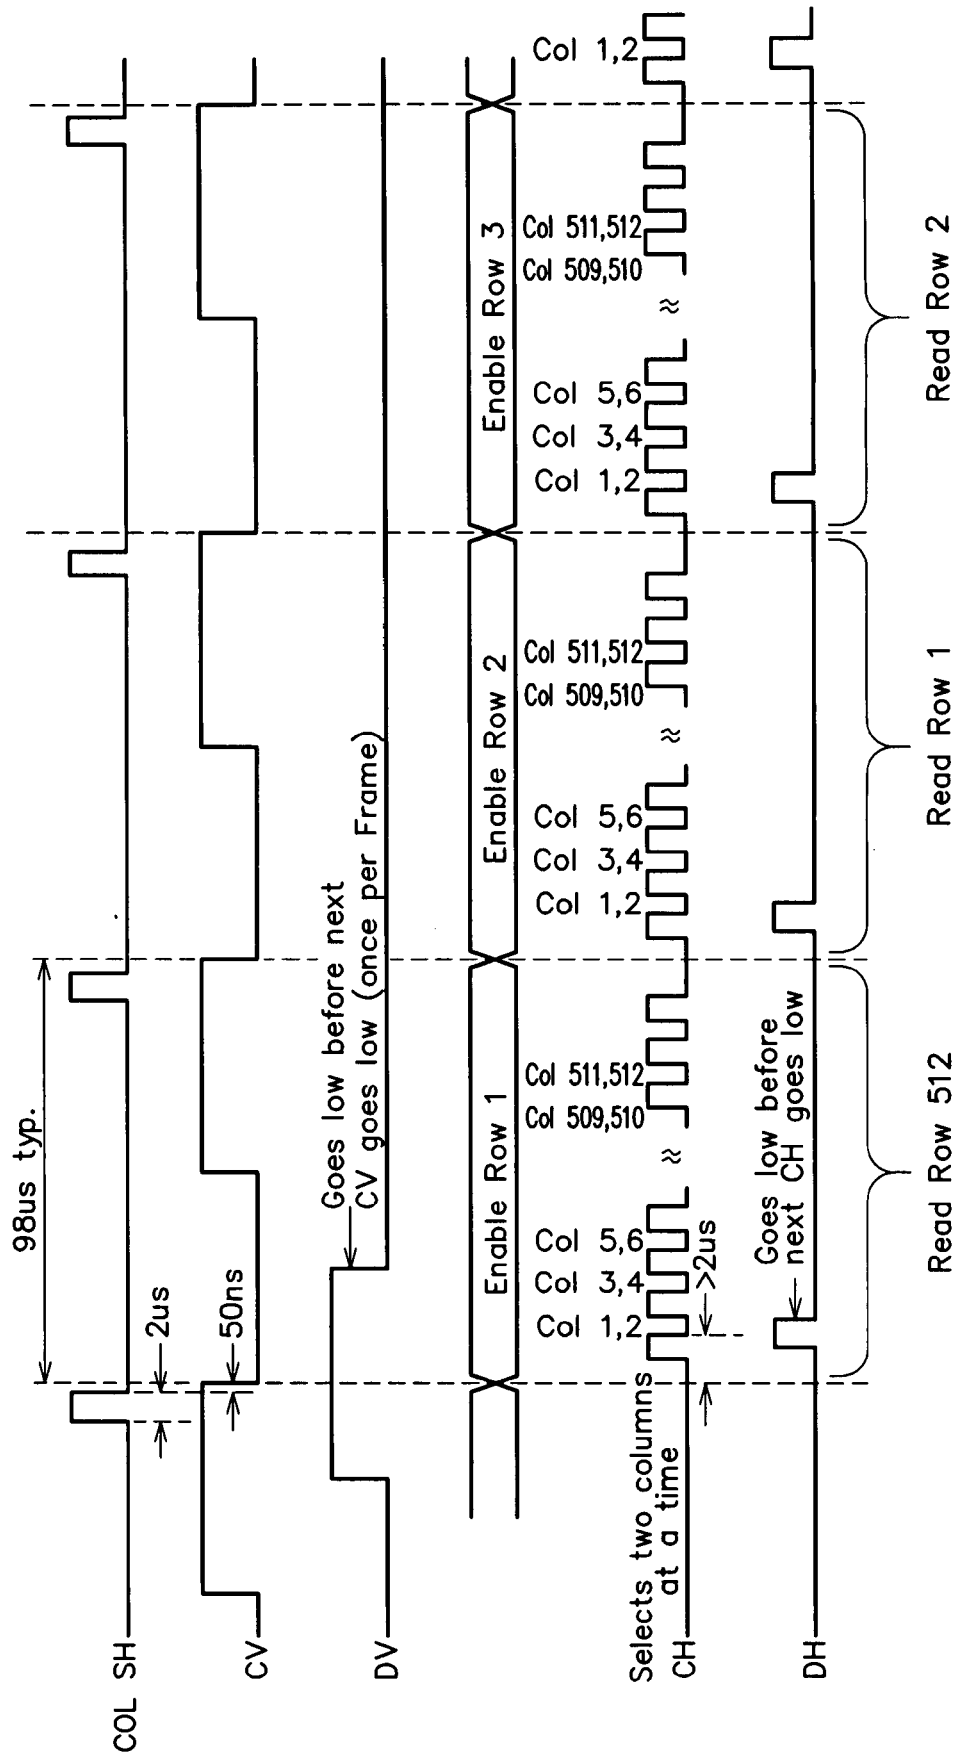 98us typ.
COL SH
2us
CV
50ns
DV
Goes low before next
CV goes low (once per Frame)
Enable Row 1
Enable Row 2
Enable Row 3
Selects two columns
at a time
Col 1,2
Col 3,4
Col 5,6
≈
Col 509,510
Col 511,512
Col 1,2
Col 3,4
Col 5,6
≈
Col 509,510
Col 511,512
Col 1,2
Col 3,4
Col 5,6
≈
Col 509,510
Col 511,512
Col 1,2
CH
>2us
Goes low before
next CH goes low
DH
Read Row 512
Read Row 1
Read Row 2